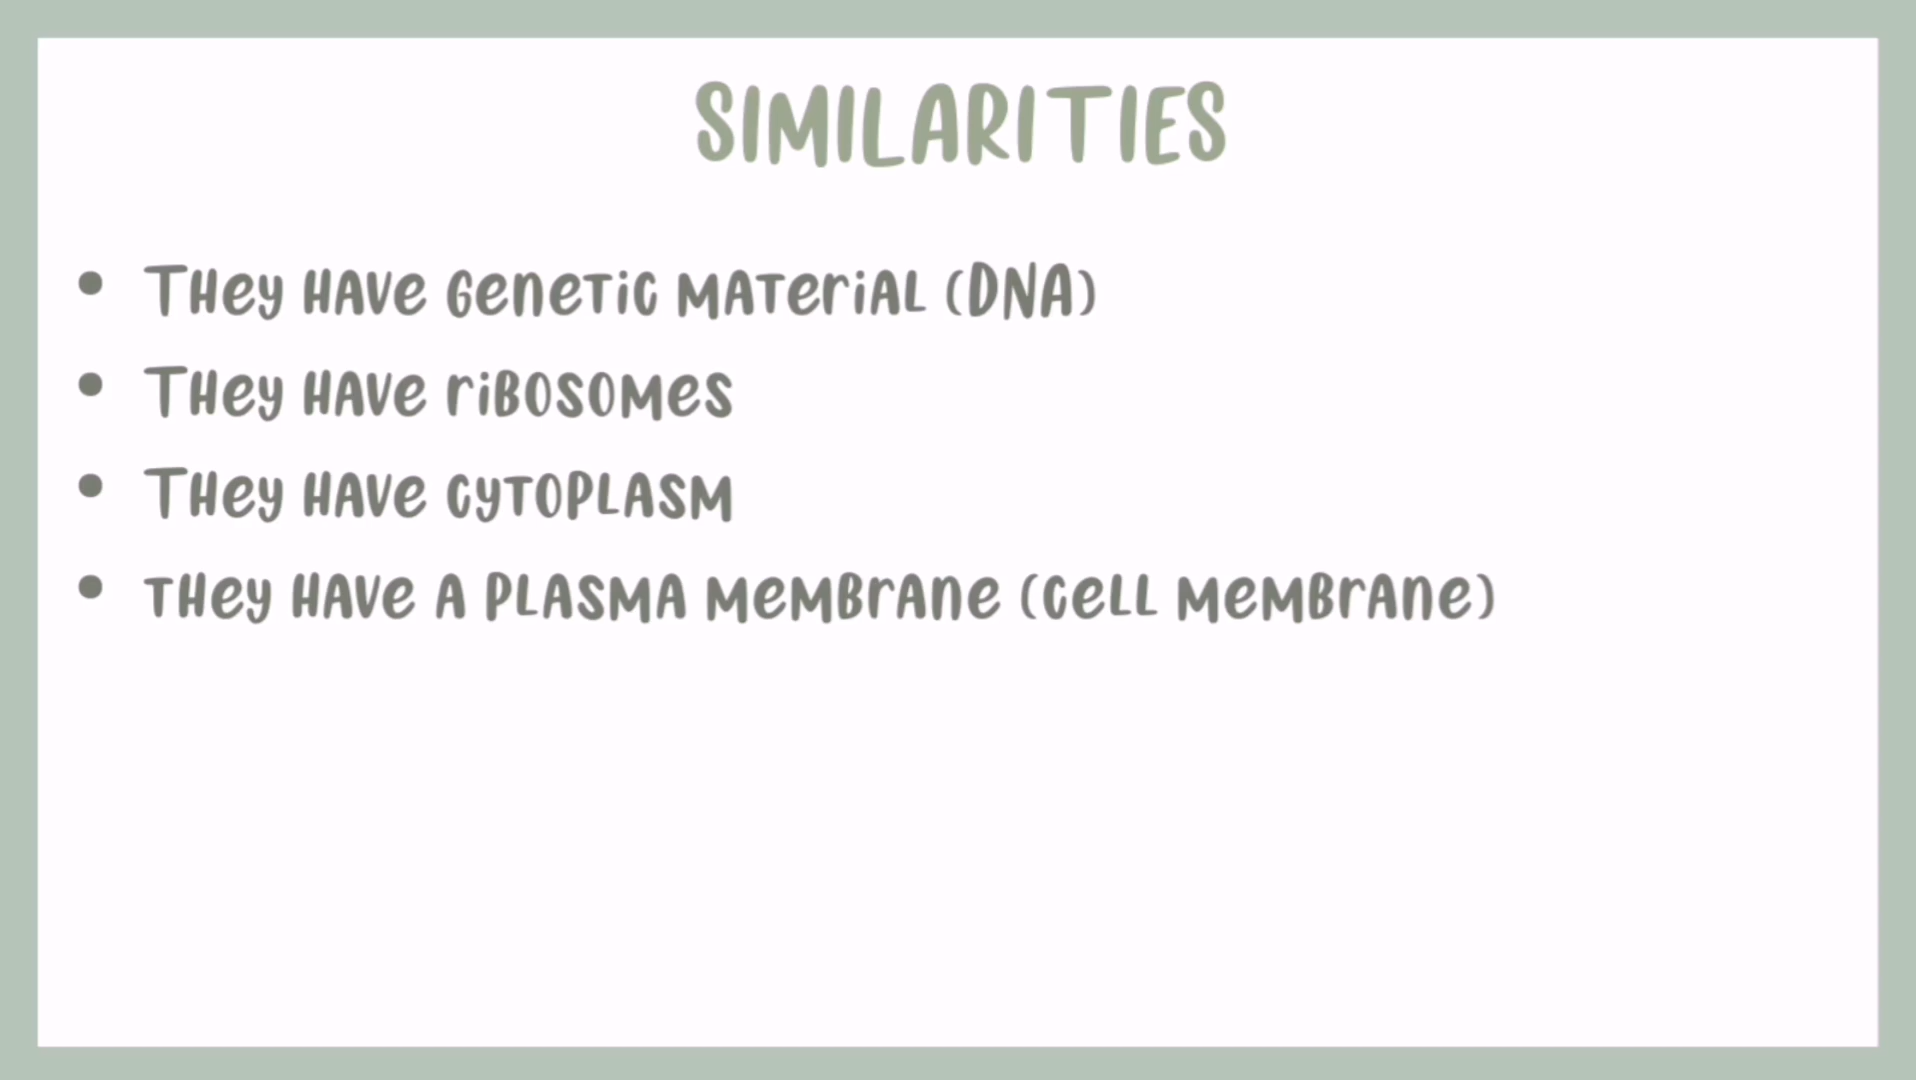 SIMILARITIES
• They have genetic material (DNA)
• They have ribosomes
• They have cytoplasm
• they have a plasma membrane (cell membrane)